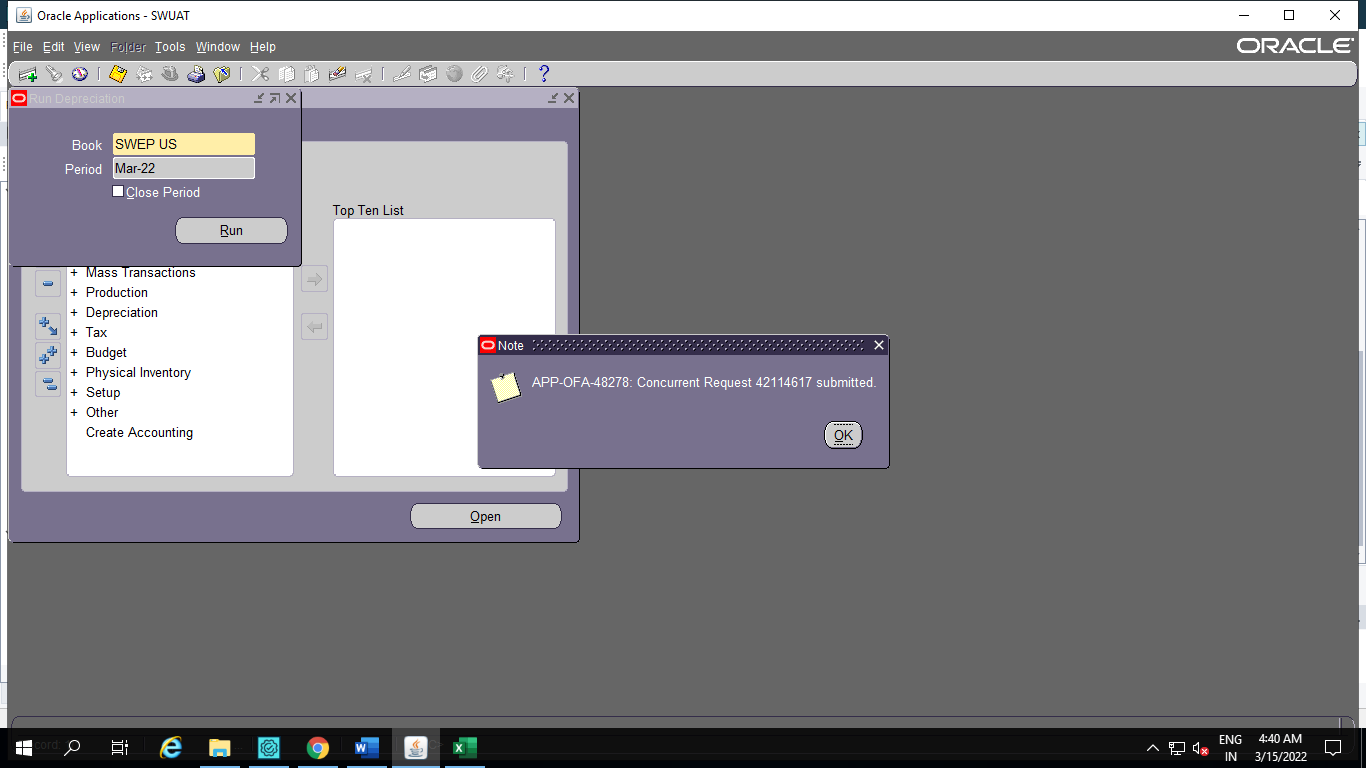 Oracle Applications - SWUAT
File Edit View Folder Tools Window Help
ORACLE
Run Depreciation
Book SWEP US
Period Mar-22
Close Period
Run
Top Ten List
+ Mass Transactions
+ Production
+ Depreciation
+ Tax
+ Budget
+ Physical Inventory
+ Setup
+ Other
Create Accounting
Open
Note
APP-OFA-48278: Concurrent Request 42114617 submitted.
OK
ENG
IN
4:40 AM
3/15/2022